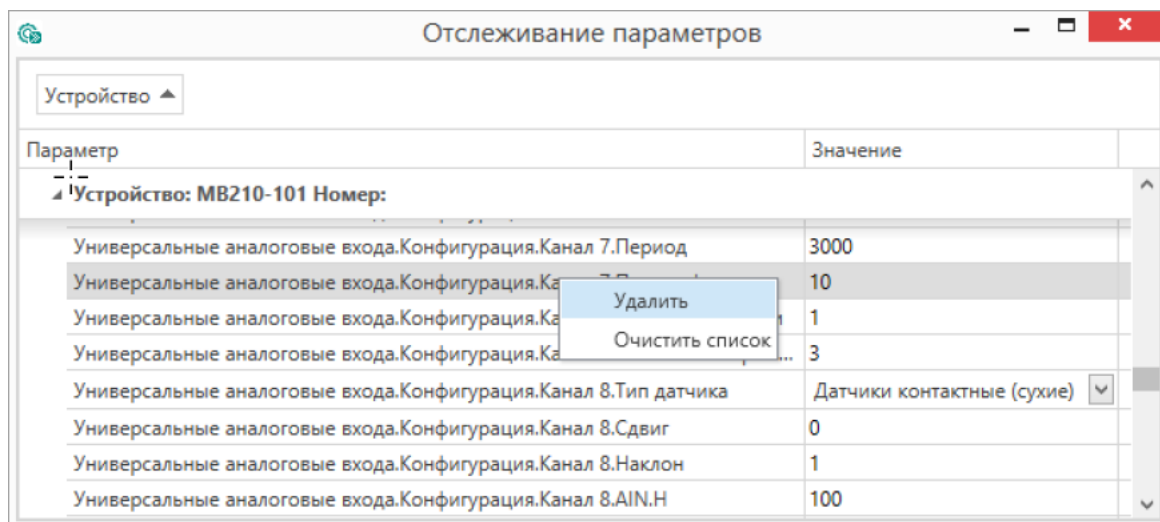 Отслеживание параметров
Устройство
Параметр Значение
Устройство: МВ210-101 Номер:
Универсальные аналоговые входа.Конфигурация.Канал 7.Период 3000
Универсальные аналоговые входа.Конфигурация.Ка 10
Удалить
Универсальные аналоговые входа.Конфигурация.Ка 1
Очистить список
Универсальные аналоговые входа.Конфигурация.Ка ... 3
Универсальные аналоговые входа.Конфигурация.Канал 8.Тип датчика Датчики контактные (сухие)
Универсальные аналоговые входа.Конфигурация.Канал 8.Сдвиг 0
Универсальные аналоговые входа.Конфигурация.Канал 8.Наклон 1
Универсальные аналоговые входа.Конфигурация.Канал 8.AIN.H 100